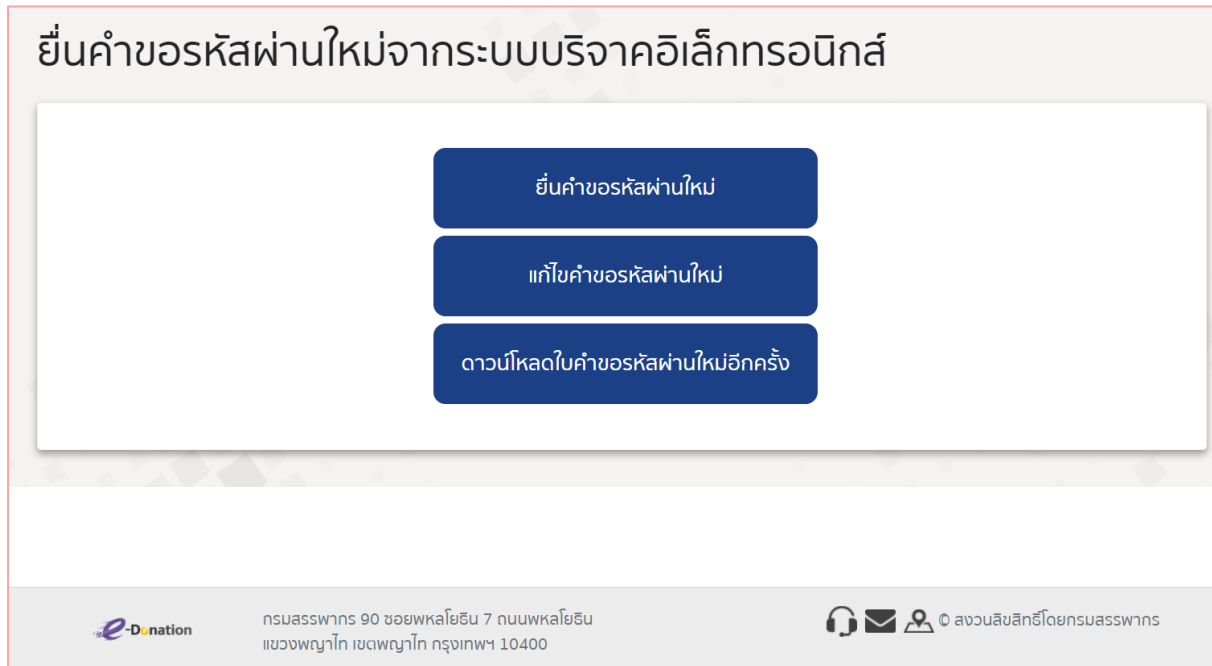 ยื่นคำขอรหัสผ่านใหม่จากระบบบริจาคอิเล็กทรอนิกส์
ยื่นคำขอรหัสผ่านใหม่
แก้ไขคำขอรหัสผ่านใหม่
ดาวน์โหลดใบคำขอรหัสผ่านใหม่อีกครั้ง
e-Donation
กรมสรรพากร 90 ซอยพหลโยธิน 7 ถนนพหลโยธิน
แขวงพญาไท เขตพญาไท กรุงเทพฯ 10400
© สงวนลิขสิทธิ์โดยกรมสรรพากร